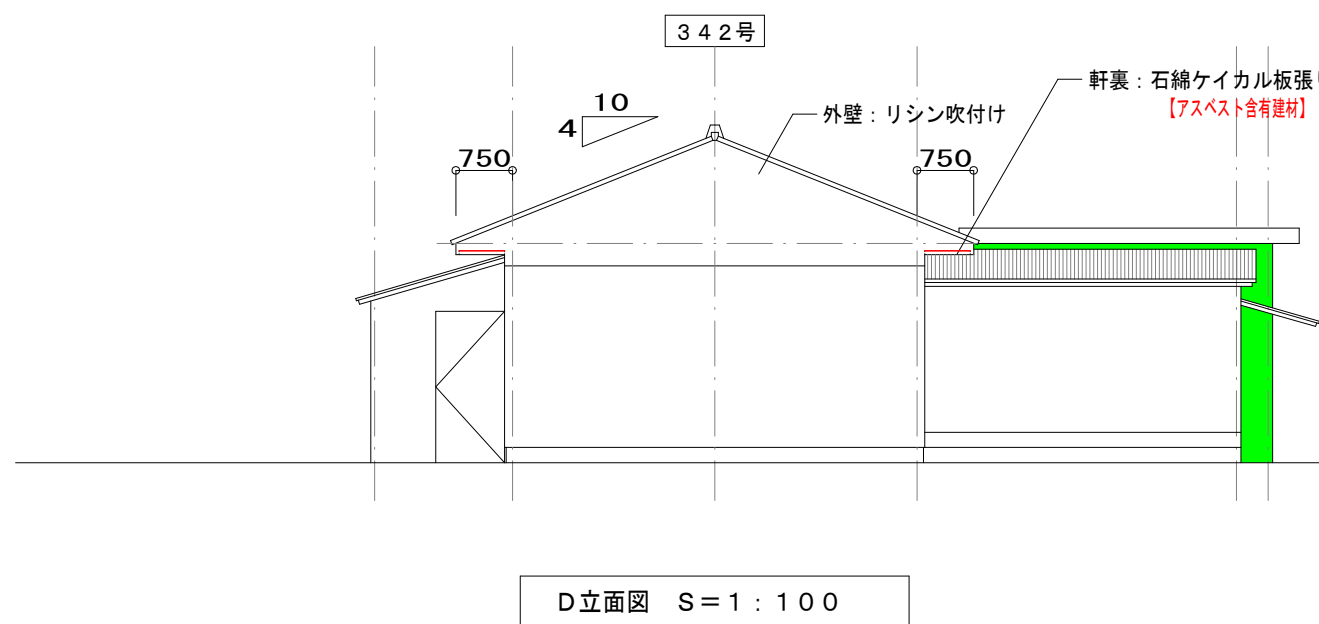 342号
軒裏：石綿ケイカル板張り
【アスベスト含有建材】
10
4
外壁：リシン吹付け
750
750
D立面図　S＝1：100